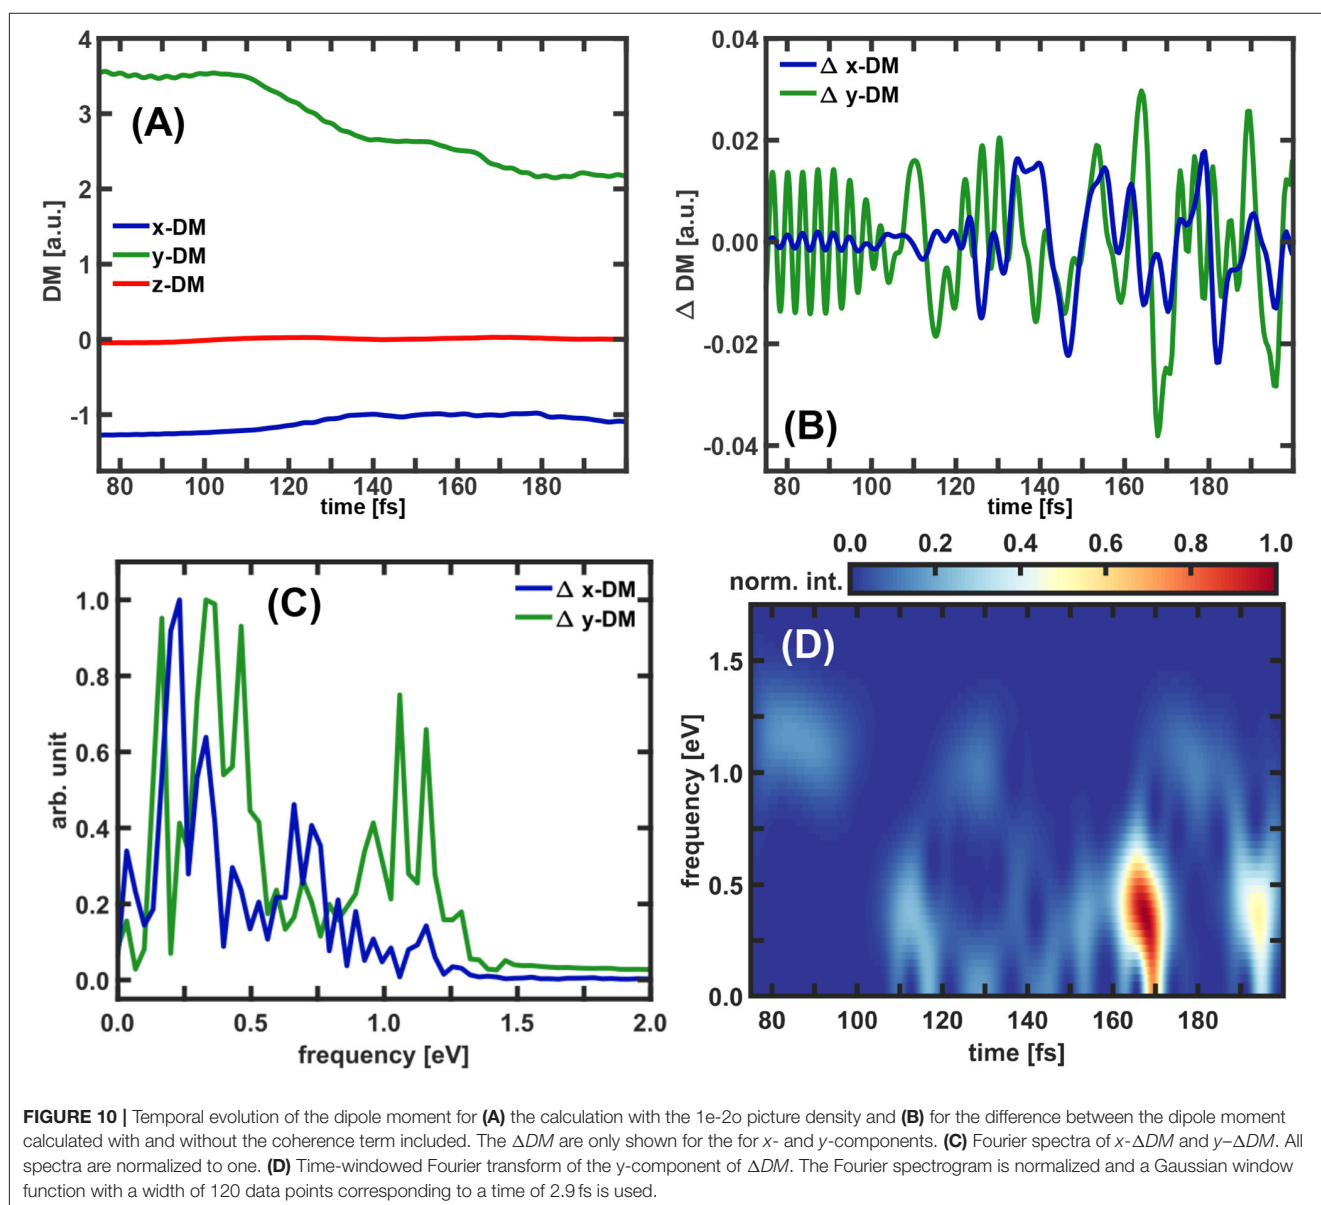 4
3
2
1
0
-1
DM [a.u.]
(A)
x-DM
y-DM
z-DM
80 100 120 140 160 180
time [fs]
0.04
0.02
0.00
-0.02
-0.04
Δ DM [a.u.]
Δ x-DM
Δ y-DM
(B)
80 100 120 140 160 180
time [fs]
1.0
0.8
0.6
0.4
0.2
0.0
arb. unit
(C)
Δ x-DM
Δ y-DM
0.0 0.5 1.0 1.5 2.0
frequency [eV]
0.0 0.2 0.4 0.6 0.8 1.0
norm. int.
(D)
1.5
1.0
0.5
0.0
frequency [eV]
80 100 120 140 160 180
time [fs]
FIGURE 10 | Temporal evolution of the dipole moment for (A) the calculation with the 1e-2o picture density and (B) for the difference between the dipole moment
calculated with and without the coherence term included. The ΔDM are only shown for the for x- and y-components. (C) Fourier spectra of x-ΔDM and y–ΔDM. All
spectra are normalized to one. (D) Time-windowed Fourier transform of the y-component of ΔDM. The Fourier spectrogram is normalized and a Gaussian window
function with a width of 120 data points corresponding to a time of 2.9 fs is used.